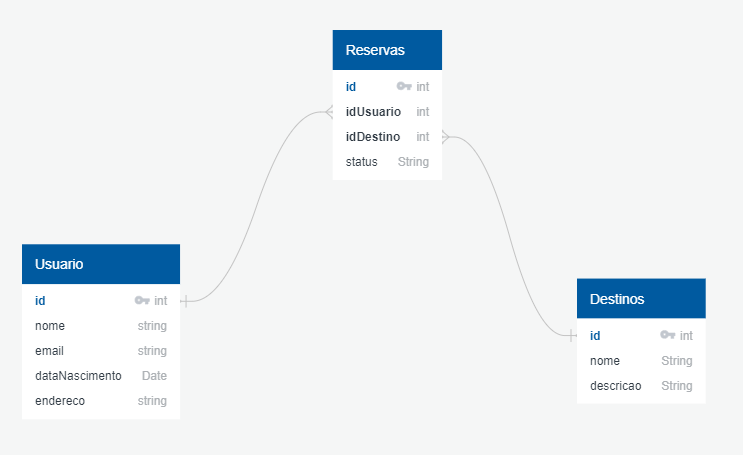 Reservas
id int
idUsuario int
idDestino int
status String
Usuario
id int
nome string
email string
dataNascimento Date
endereco string
Destinos
id int
nome String
descricao String